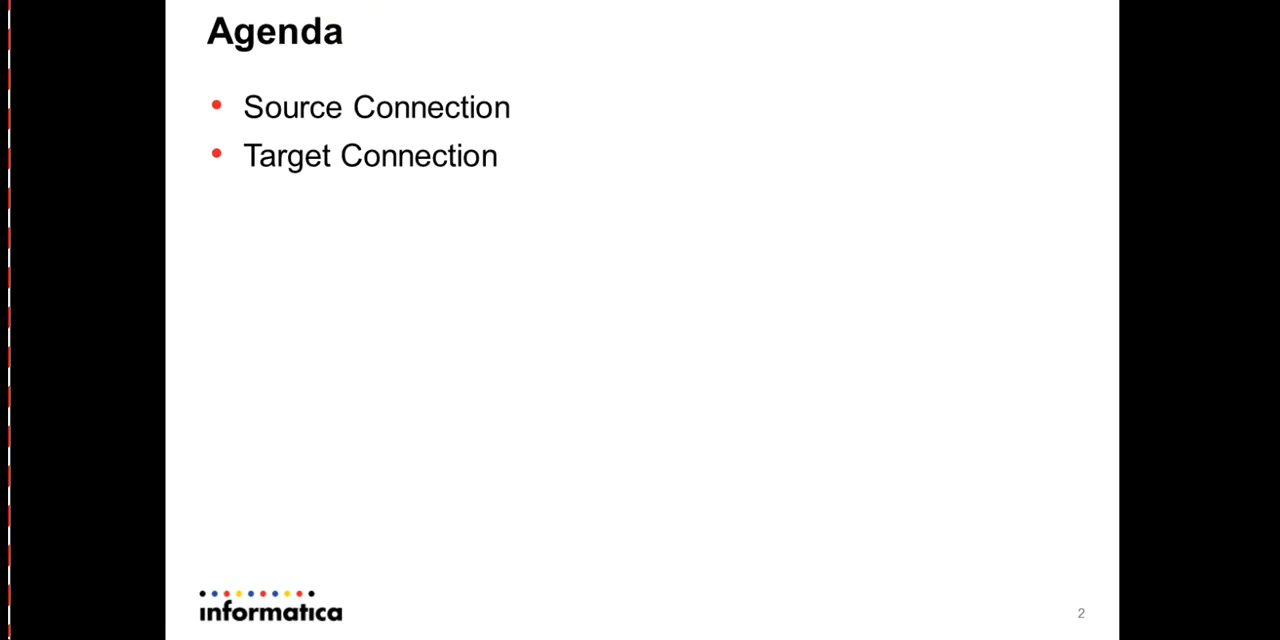 Agenda
• Source Connection
• Target Connection
informatica
2